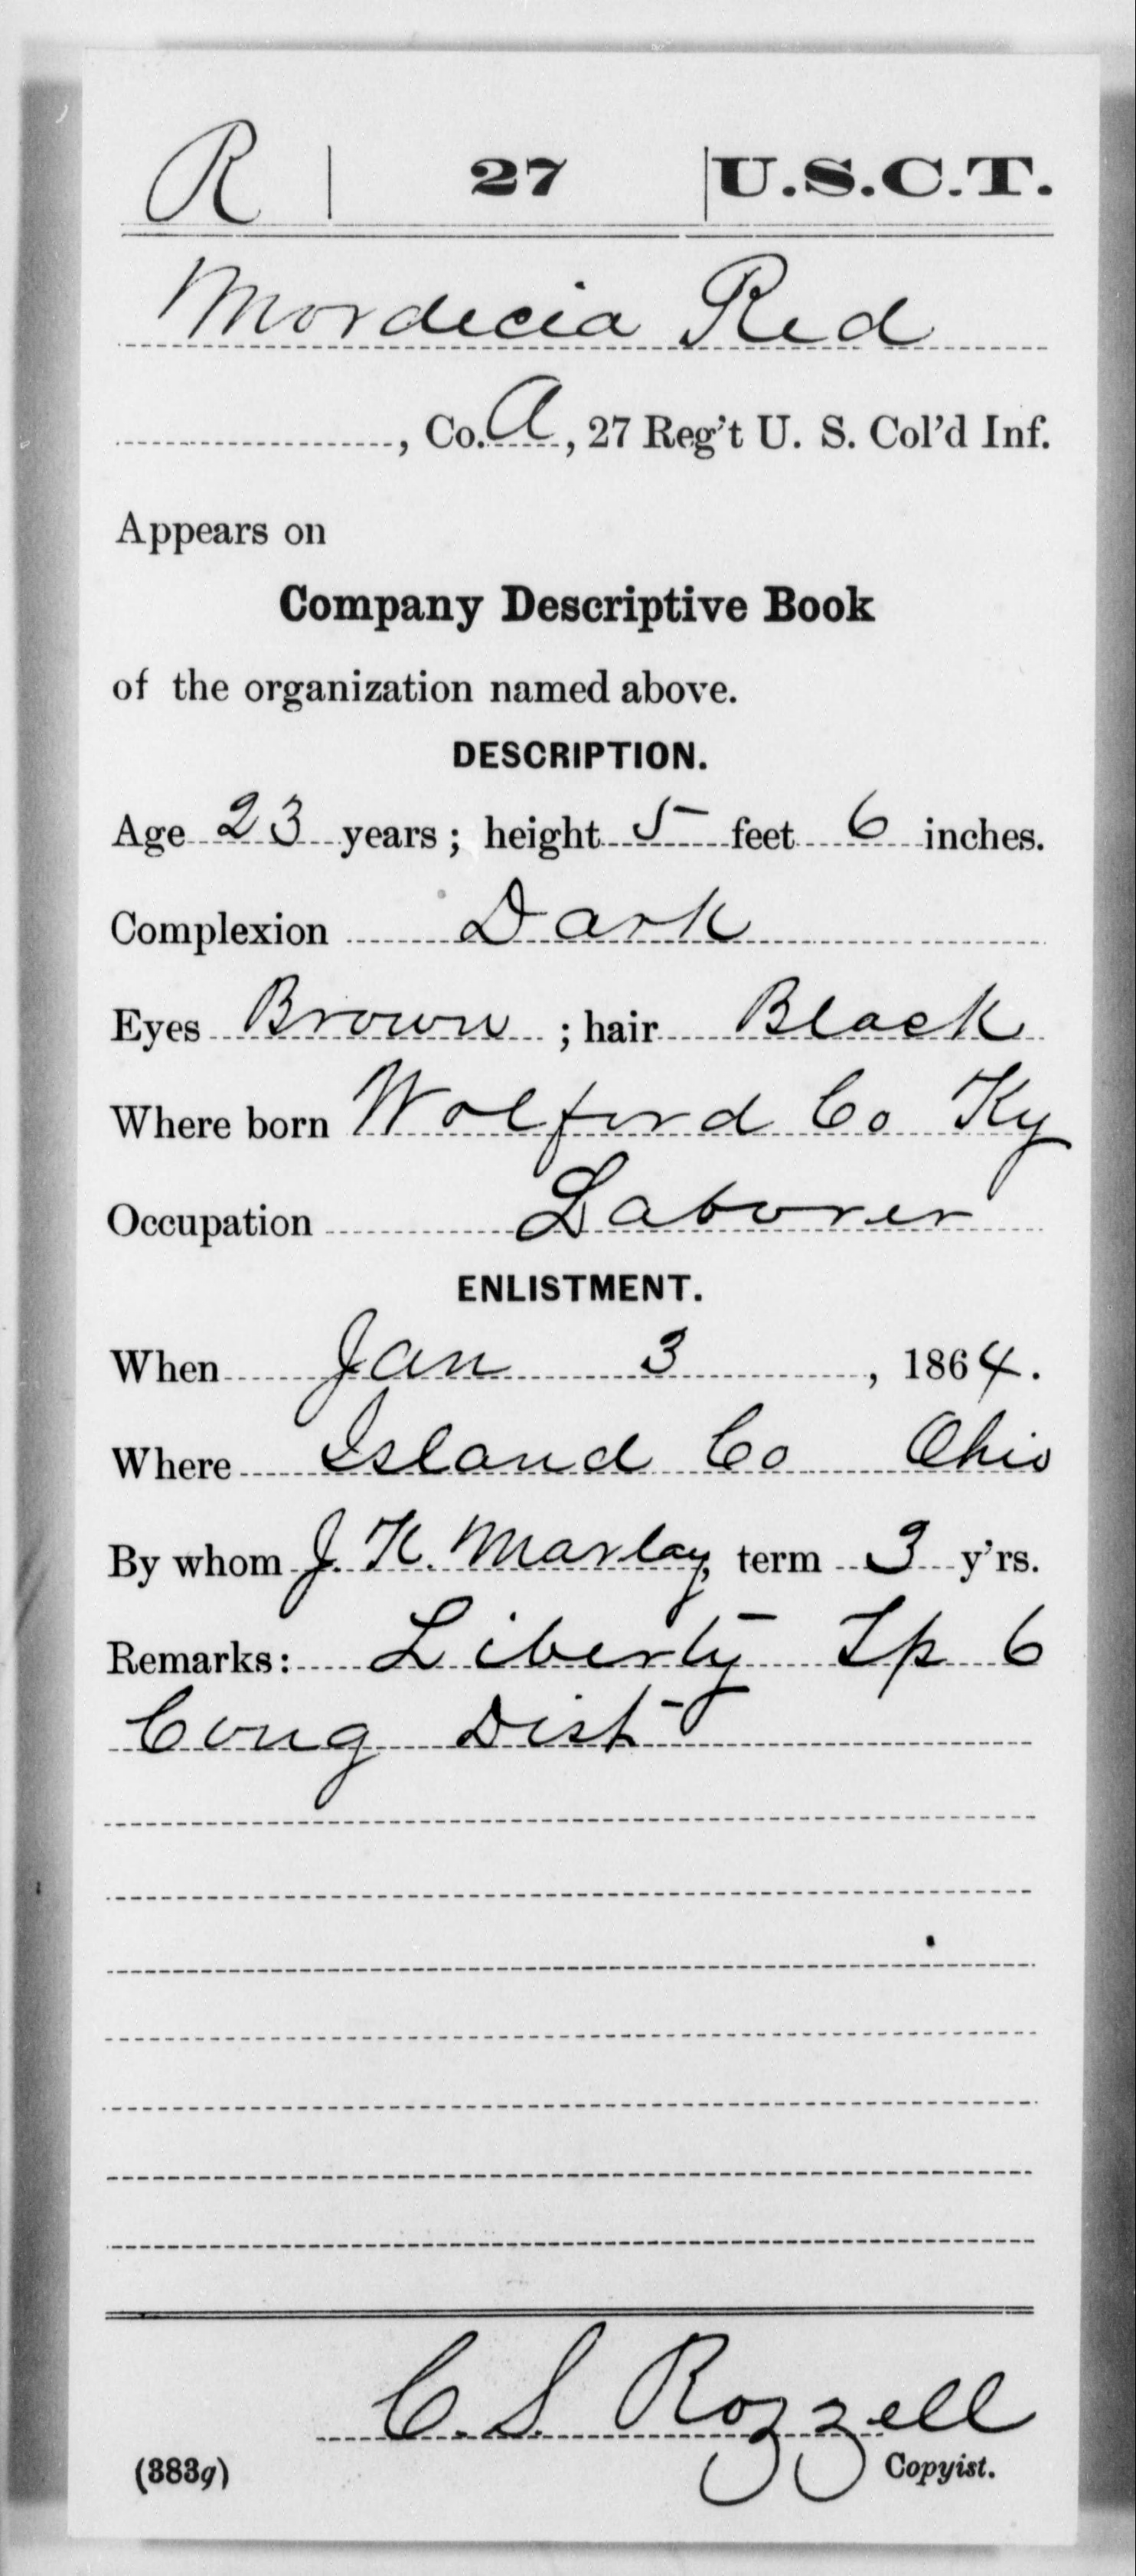 R | 27 | U.S.C.T.
Mordecia Red
, Co. A, 27 Reg't U. S. Col'd Inf.
Appears on
Company Descriptive Book
of the organization named above.
DESCRIPTION.
Age 23 years; height 5 feet 6 inches.
Complexion Dark
Eyes Brown; hair Black
Where born Wolford Co Ky
Occupation Laborer
ENLISTMENT.
When Jan 3, 1864.
Where Island Co Ohio
By whom J. K. Marlay, term 3 y'rs.
Remarks: Liberty Tp 6
Cong Dist
C. S. Rozzell
(383g) Copyist.